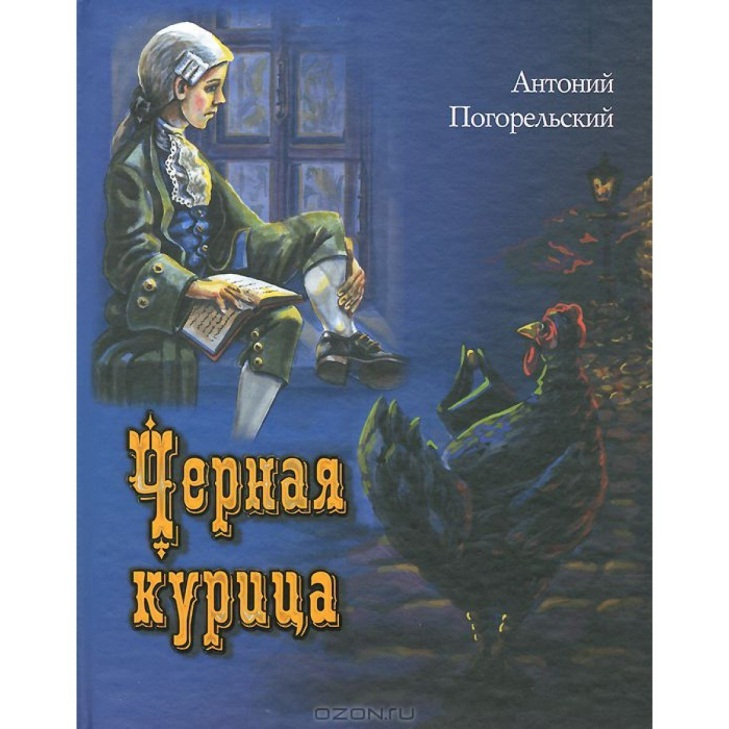 Антоний
Погорельский
Черная
курица
ozon.ru